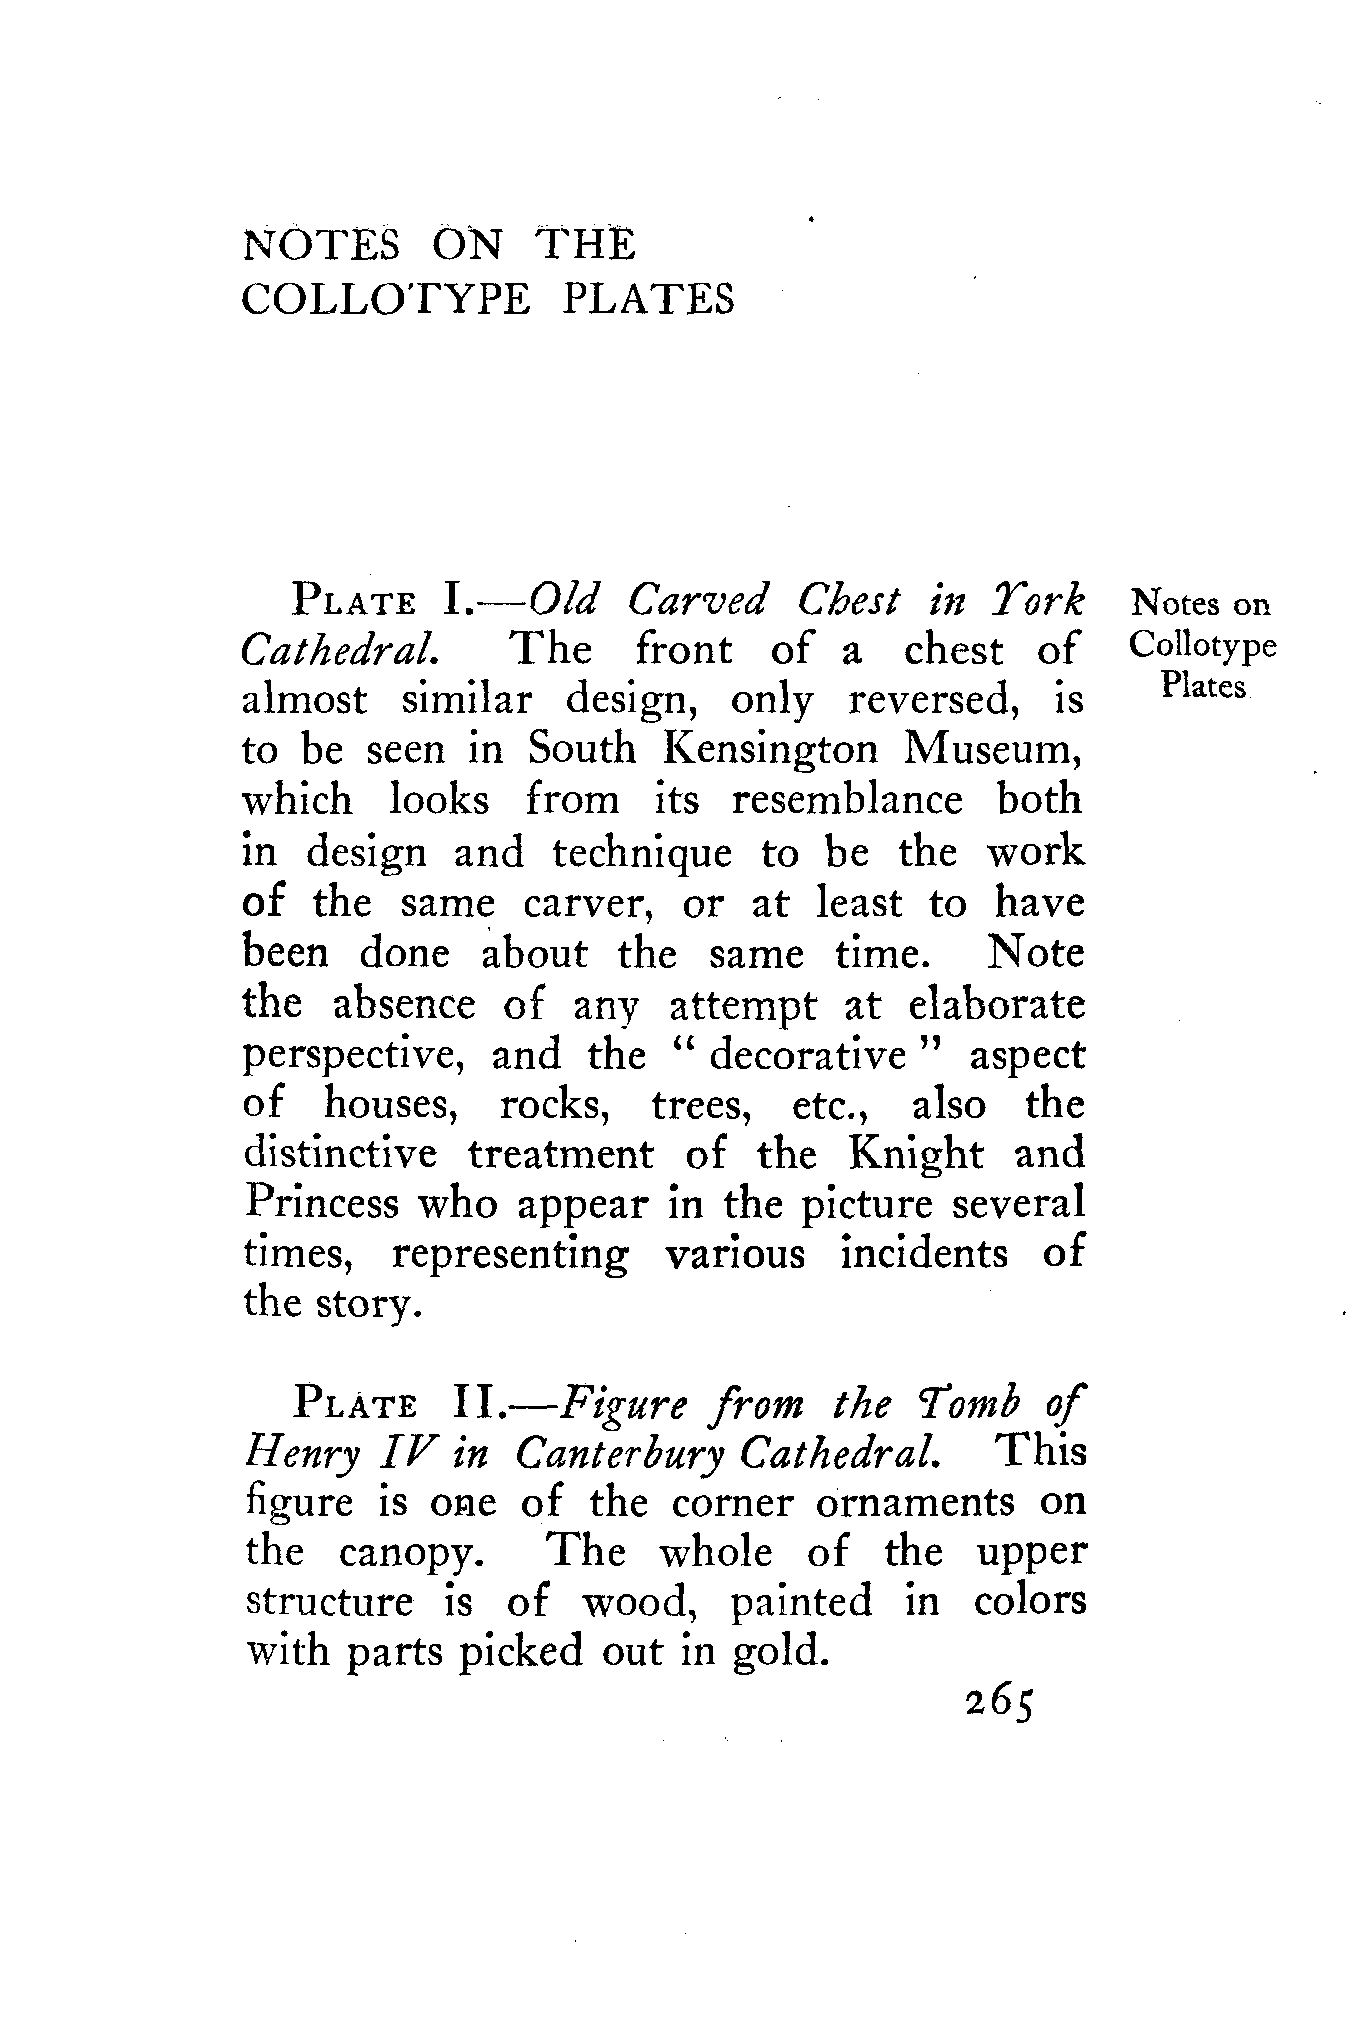 NOTES ON THE
COLLOTYPE PLATES
PLATE I.—Old Carved Chest in York
Cathedral. The front of a chest of
almost similar design, only reversed, is
to be seen in South Kensington Museum,
which looks from its resemblance both
in design and technique to be the work
of the same carver, or at least to have
been done about the same time. Note
the absence of any attempt at elaborate
perspective, and the “ decorative ” aspect
of houses, rocks, trees, etc., also the
distinctive treatment of the Knight and
Princess who appear in the picture several
times, representing various incidents of
the story.
Notes on
Collotype
Plates
PLATE II.—Figure from the Tomb of
Henry IV in Canterbury Cathedral. This
figure is one of the corner ornaments on
the canopy. The whole of the upper
structure is of wood, painted in colors
with parts picked out in gold.
265